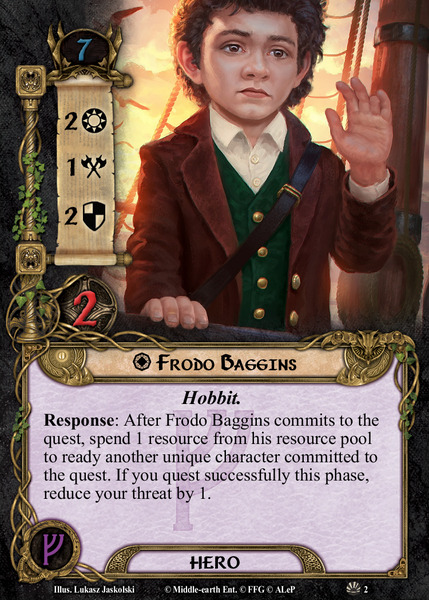 7
2
1
2
2
Frodo Baggins
Hobbit.
Response: After Frodo Baggins commits to the
quest, spend 1 resource from his resource pool
to ready another unique character committed to
the quest. If you quest successfully this phase,
reduce your threat by 1.
HERO
Illus. Lukasz Jaskolski © Middle-earth Ent. © FFG © ALeP 2